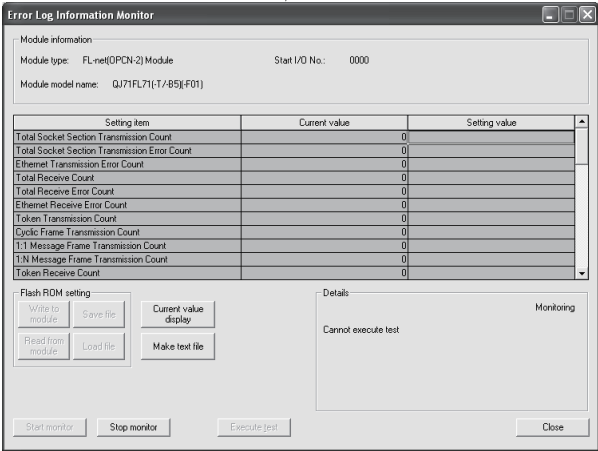 Error Log Information Monitor
Module information
Module type: FL-net(OPCN-2) Module Start I/O No.: 0000
Module model name: QJ71FL71(-T/-B5)(-F01)
Setting item Current value Setting value
Total Socket Section Transmission Count 0
Total Socket Section Transmission Error Count 0
Ethernet Transmission Error Count 0
Total Receive Count 0
Total Receive Error Count 0
Ethernet Receive Error Count 0
Token Transmission Count 0
Cyclic Frame Transmission Count 0
1:1 Message Frame Transmission Count 0
1:N Message Frame Transmission Count 0
Token Receive Count 0
Flash ROM setting
Write to module
Save file
Current value display
Read from module
Load file
Make text file
Details
Monitoring
Cannot execute test
Start monitor Stop monitor Execute test Close